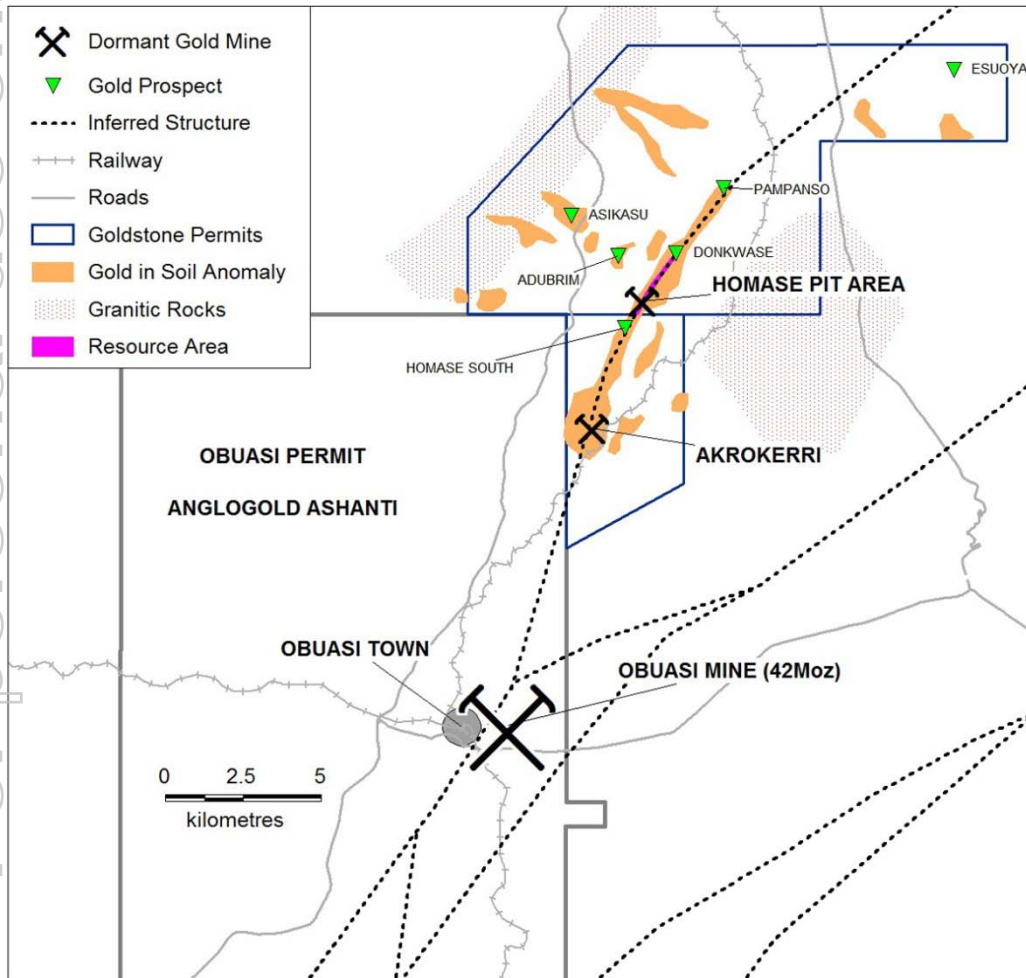 Dormant Gold Mine
Gold Prospect
Inferred Structure
Railway
Roads
Goldstone Permits
Gold in Soil Anomaly
Granitic Rocks
Resource Area
ESUOYA
PAMPANSO
ASIKASU
DONKWASE
ADUBRIM
HOMASE PIT AREA
HOMASE SOUTH
AKROKERRI
OBUASI PERMIT
ANGLOGOLD ASHANTI
OBUASI TOWN
OBUASI MINE (42Moz)
0 2.5 5
kilometres